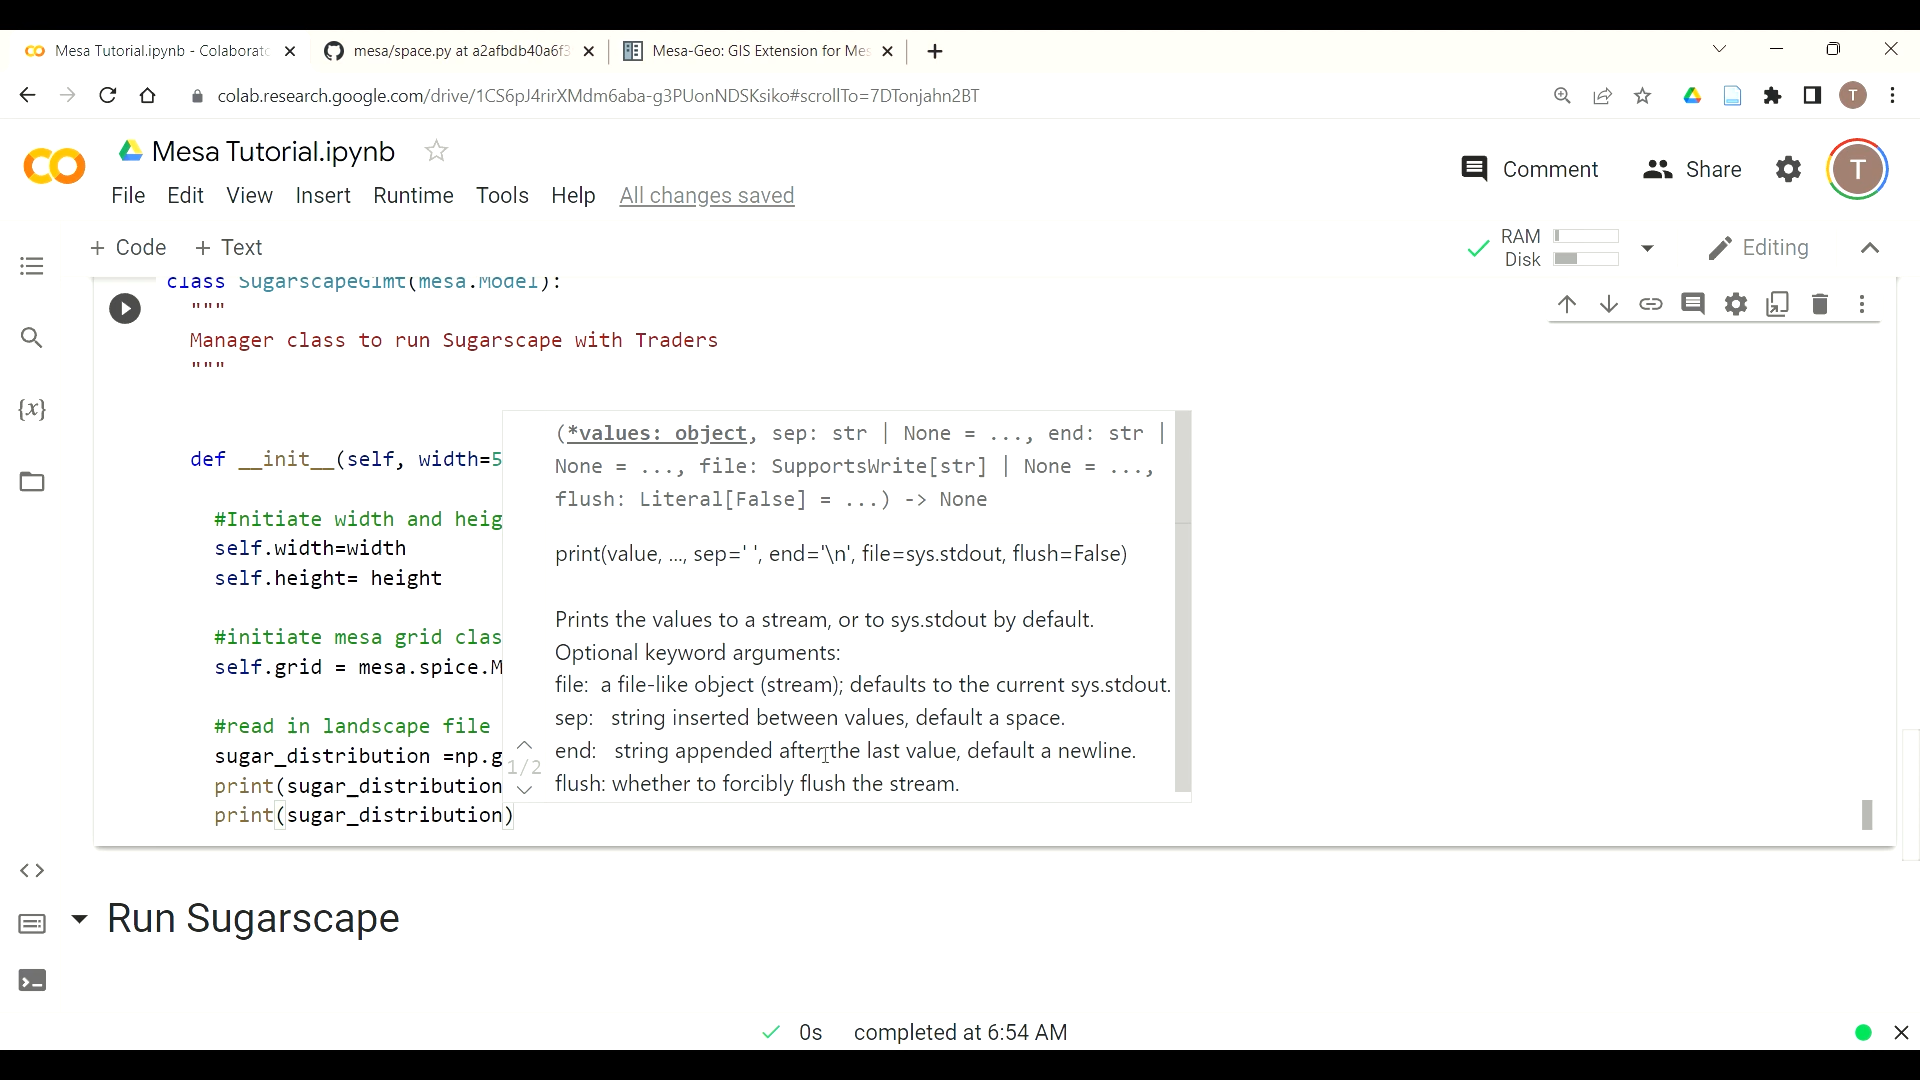 Mesa Tutorial.ipynb - Colaborato
mesa/space.py at a2afbdb40a6f3
Mesa-Geo: GIS Extension for Mes
colab.research.google.com/drive/1CS6pJ4rirXMdm6aba-g3PUonNDSKsiko#scrollTo=7DTonjahn2BT
T
Mesa Tutorial.ipynb
File Edit View Insert Runtime Tools Help All changes saved
Comment Share T
+ Code + Text
RAM
Disk
Editing
class SugarscapeG1mt(mesa.Model):
"""
Manager class to run Sugarscape with Traders
"""
{x}
def __init__(self, width=5
#Initiate width and heig
self.width=width
self.height= height
#initiate mesa grid clas
self.grid = mesa.spice.M
#read in landscape file
sugar_distribution =np.g
print(sugar_distribution
print(sugar_distribution)
(*values: object, sep: str | None = ..., end: str |
None = ..., file: SupportsWrite[str] | None = ...,
flush: Literal[False] = ...) -> None
print(value, ..., sep=' ', end='\n', file=sys.stdout, flush=False)
Prints the values to a stream, or to sys.stdout by default.
Optional keyword arguments:
file: a file-like object (stream); defaults to the current sys.stdout.
sep: string inserted between values, default a space.
end: string appended after the last value, default a newline.
flush: whether to forcibly flush the stream.
1/2
Run Sugarscape
0s completed at 6:54 AM